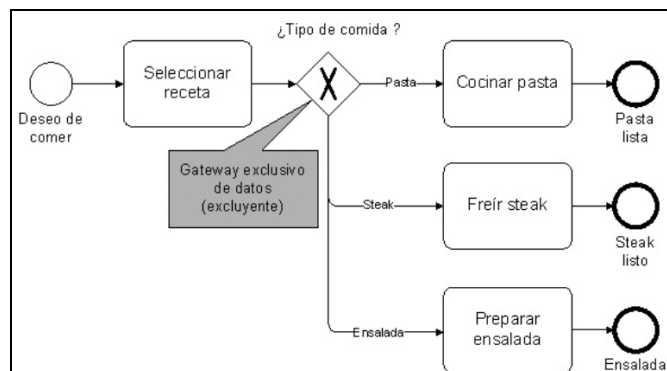 ¿Tipo de comida ?
Seleccionar
receta
X
Pasta
Cocinar pasta
Deseo de
comer
Pasta
lista
Gateway exclusivo
de datos
(excluyente)
Steak
Freír steak
Steak
listo
Ensalada
Preparar
ensalada
Ensalada